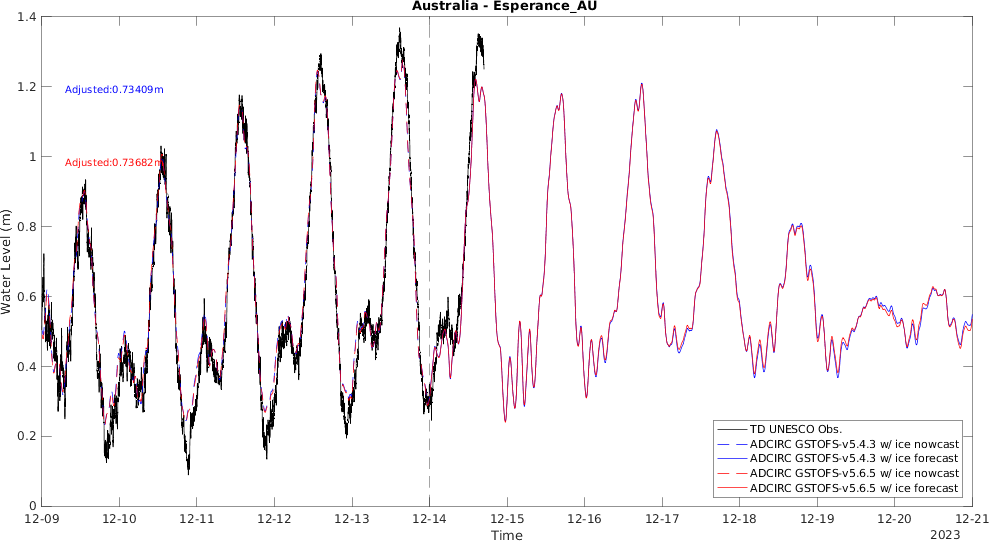 Australia - Esperance_AU
1.4
1.2
1
0.8
0.6
0.4
0.2
0
Water Level (m)
Adjusted:0.73409m
Adjusted:0.73682m
TD UNESCO Obs.
ADCIRC GSTOFS-v5.4.3 w/ ice nowcast
ADCIRC GSTOFS-v5.4.3 w/ ice forecast
ADCIRC GSTOFS-v5.6.5 w/ ice nowcast
ADCIRC GSTOFS-v5.6.5 w/ ice forecast
12-09 12-10 12-11 12-12 12-13 12-14 12-15 12-16 12-17 12-18 12-19 12-20 12-21
Time
2023